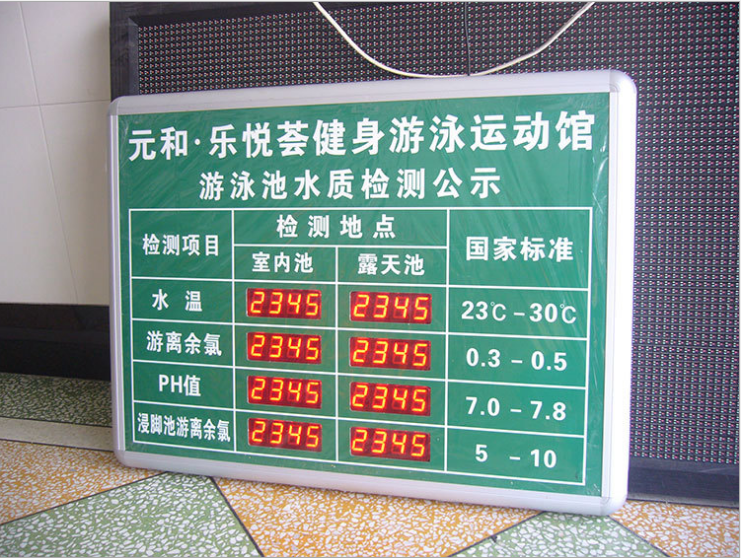 元和·乐悦荟健身游泳运动馆
游泳池水质检测公示
检测项目 检测地点 国家标准
室内池 露天池
水温 2345 2345 23℃-30℃
游离余氯 2345 2345 0.3-0.5
PH值 2345 2345 7.0-7.8
浸脚池游离余氯 2345 2345 5-10